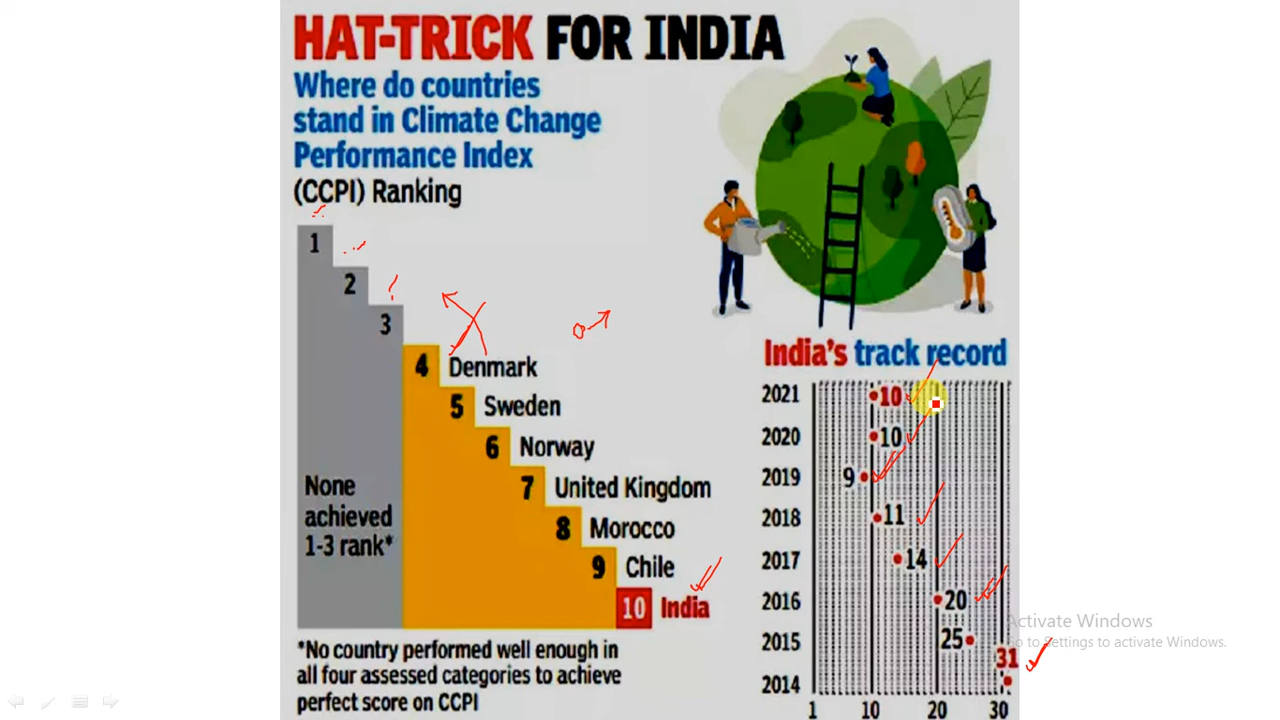 HAT-TRICK FOR INDIA
Where do countries
stand in Climate Change
Performance Index
(CCPI) Ranking
1
2
3
4 Denmark
5 Sweden
6 Norway
7 United Kingdom
8 Morocco
9 Chile
10 India
None
achieved
1-3 rank*
*No country performed well enough in
all four assessed categories to achieve
perfect score on CCPI
India's track record
2021 10
2020 10
2019 9
2018 11
2017 14
2016 20
2015 25
2014 31
1 10 20 30
Activate Windows
Go to Settings to activate Windows.